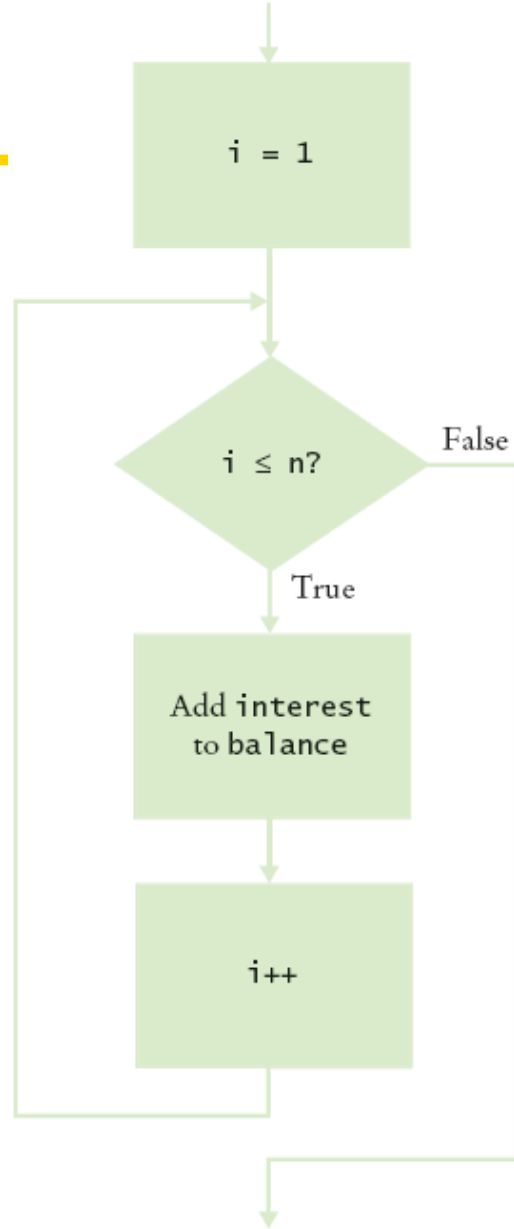 i = 1
i ≤ n?
False
True
Add interest
to balance
i++